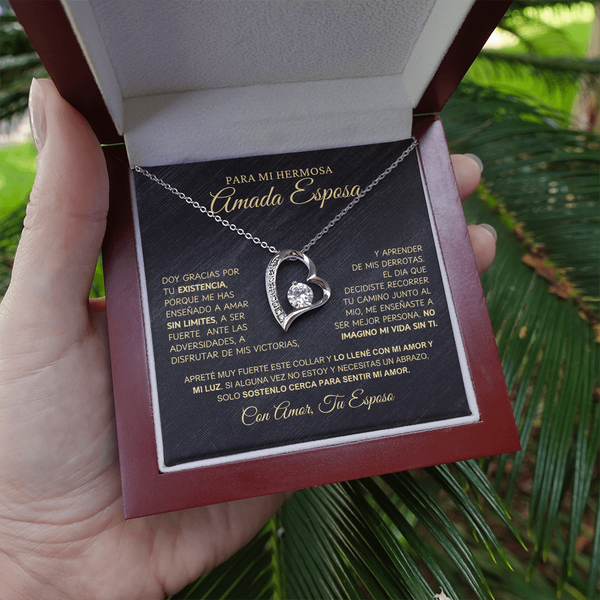 PARA MI HERMOSA
Amada Esposa
DOY GRACIAS POR
TU EXISTENCIA,
PORQUE ME HAS
ENSEÑADO A AMAR
SIN LIMITES, A SER
FUERTE ANTE LAS
ADVERSIDADES, A
DISFRUTAR DE MIS VICTORIAS,
Y APRENDER
DE MIS DERROTAS.
EL DIA QUE
DECIDISTE RECORRER
TU CAMINO JUNTO AL
MIO, ME ENSEÑASTE A
SER MEJOR PERSONA. NO
IMAGINO MI VIDA SIN TI.
APRETÉ MUY FUERTE ESTE COLLAR Y LO LLENÉ CON MI AMOR Y
MI LUZ. SI ALGUNA VEZ NO ESTOY Y NECESITAS UN ABRAZO,
SOLO SOSTENLO CERCA PARA SENTIR MI AMOR.
Con Amor, Tu Esposo